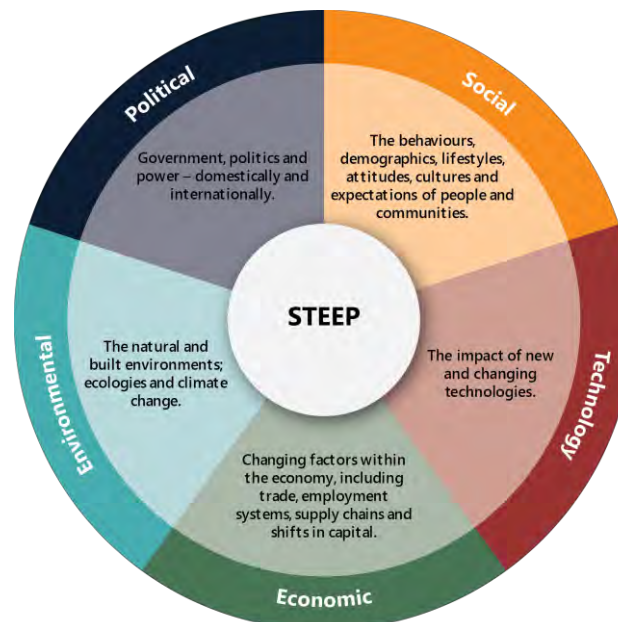 Political
Government, politics and
power – domestically and
internationally.
Social
The behaviours,
demographics, lifestyles,
attitudes, cultures and
expectations of people and
communities.
STEEP
Environmental
The natural and
built environments;
ecologies and climate
change.
Technology
The impact of new
and changing
technologies.
Changing factors within
the economy, including
trade, employment
systems, supply chains and
shifts in capital.
Economic